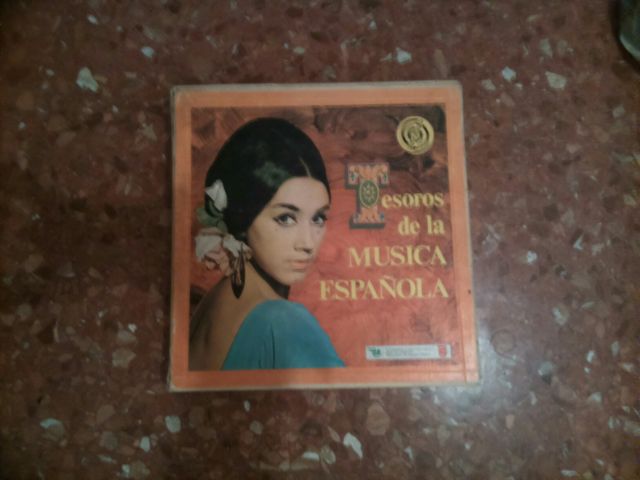 Tesoros
de la
MUSICA
ESPAÑOLA